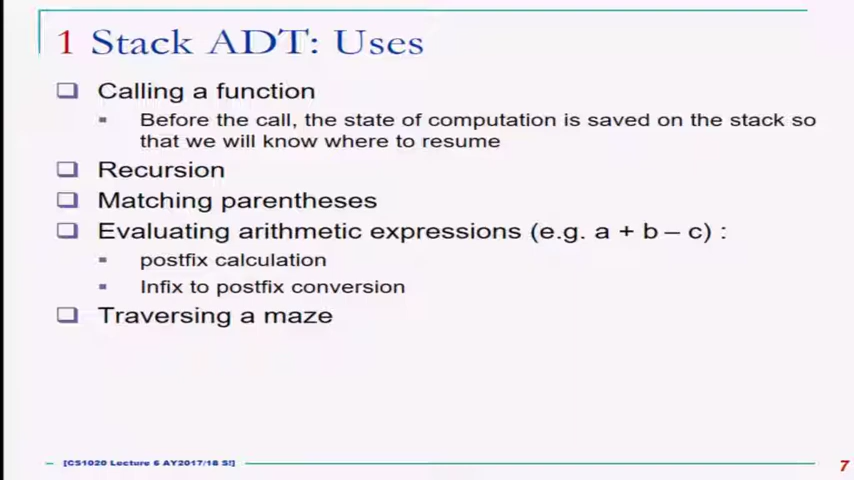 1 Stack ADT: Uses
Calling a function
Before the call, the state of computation is saved on the stack so
that we will know where to resume
Recursion
Matching parentheses
Evaluating arithmetic expressions (e.g. a + b – c) :
postfix calculation
Infix to postfix conversion
Traversing a maze
[CS1020 Lecture 6 AY2017/18 S!]
7